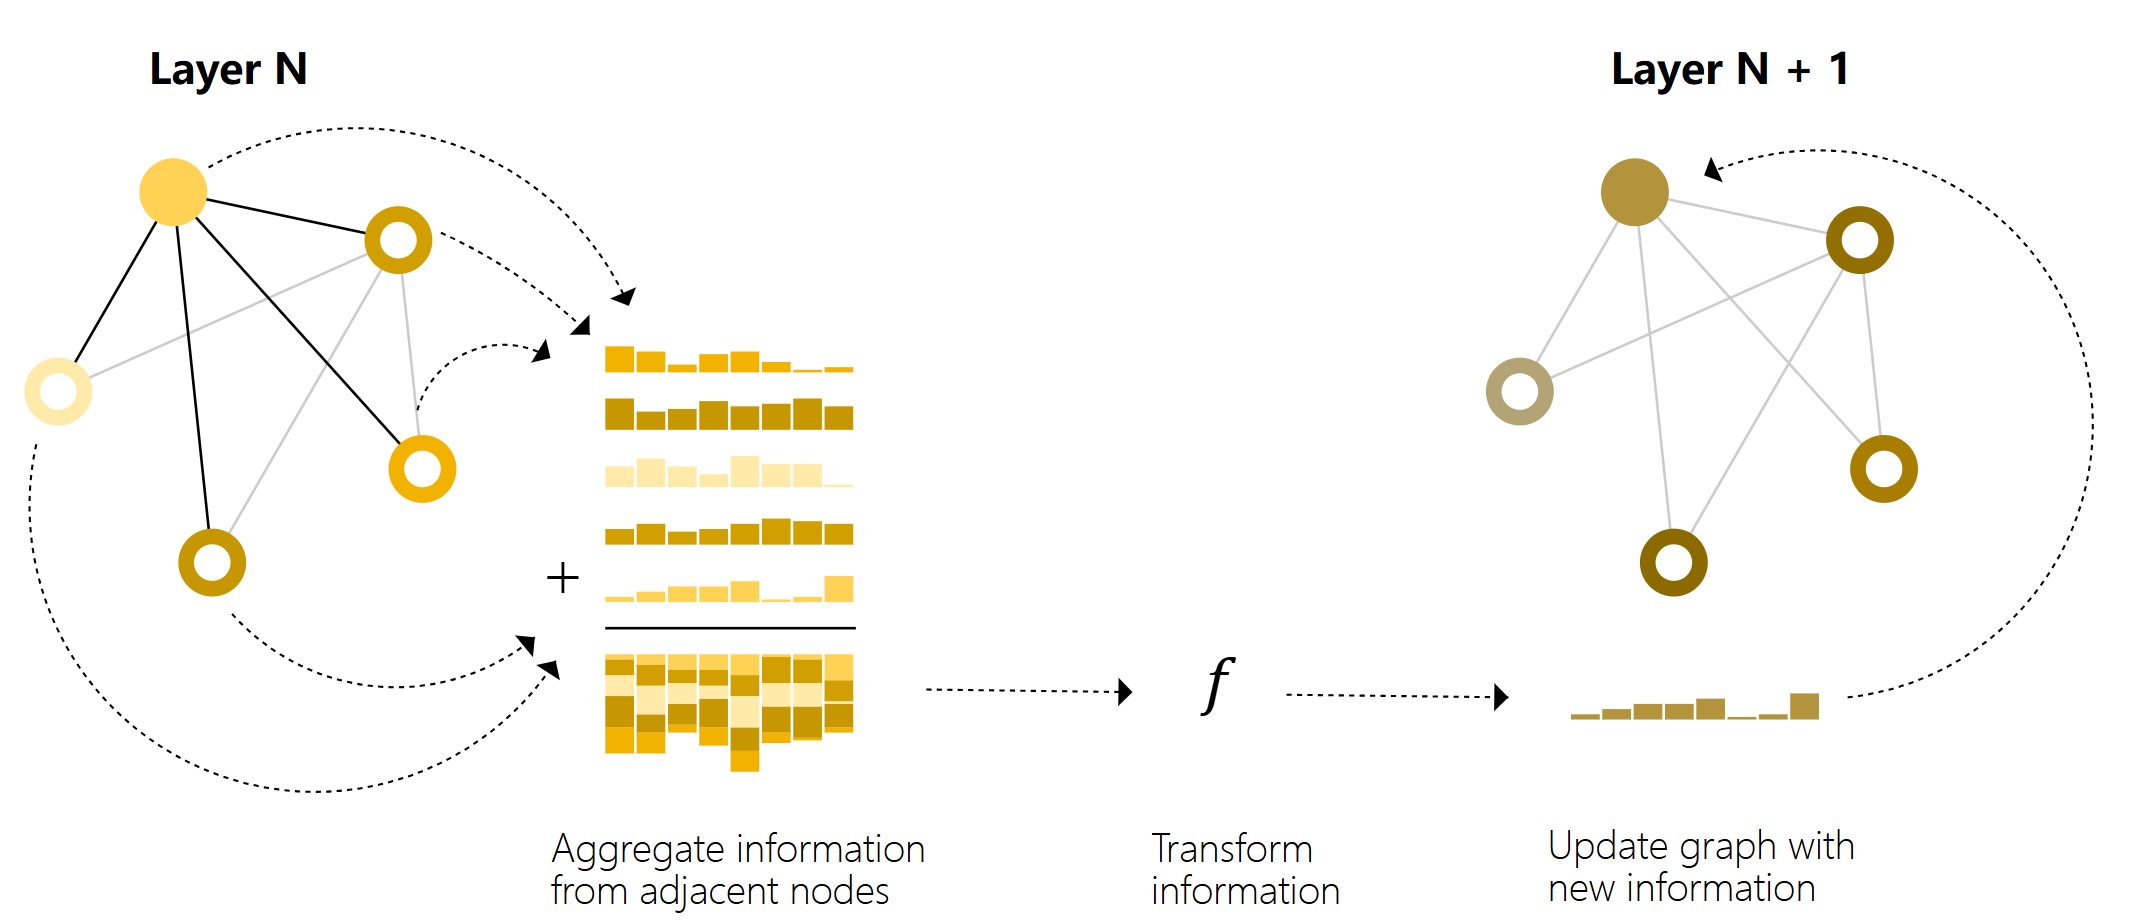 Layer N
Layer N + 1
+
f
Aggregate information
from adjacent nodes
Transform
information
Update graph with
new information